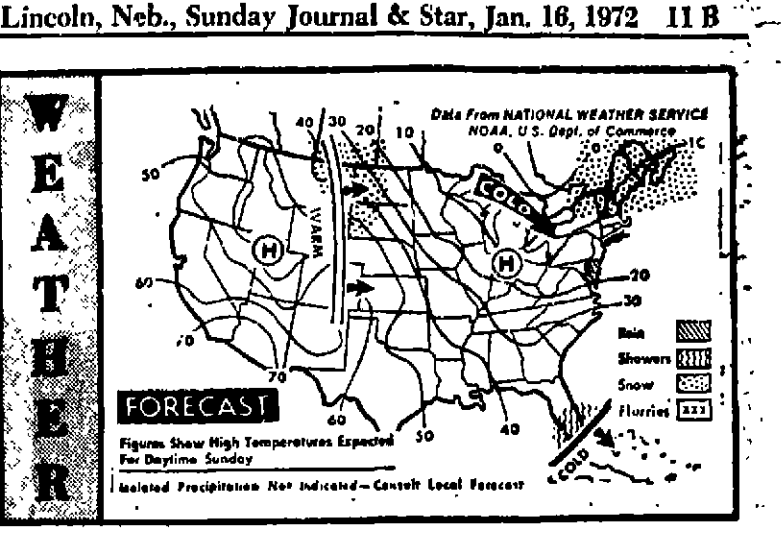 Lincoln, Neb., Sunday Journal & Star, Jan. 16, 1972 11 B
WEATHER
Data From NATIONAL WEATHER SERVICE
NOAA, U.S. Dept. of Commerce
40 30 20 10 0 0 1C
50
COLD
WARM
H
H
60
20
30
70
70
60
50
40
Rain
Showers
Snow
Flurries
COLD
FORECAST
Figures Show High Temperatures Expected
For Daytime Sunday
Isolated Precipitation Not Indicated—Consult Local Forecast